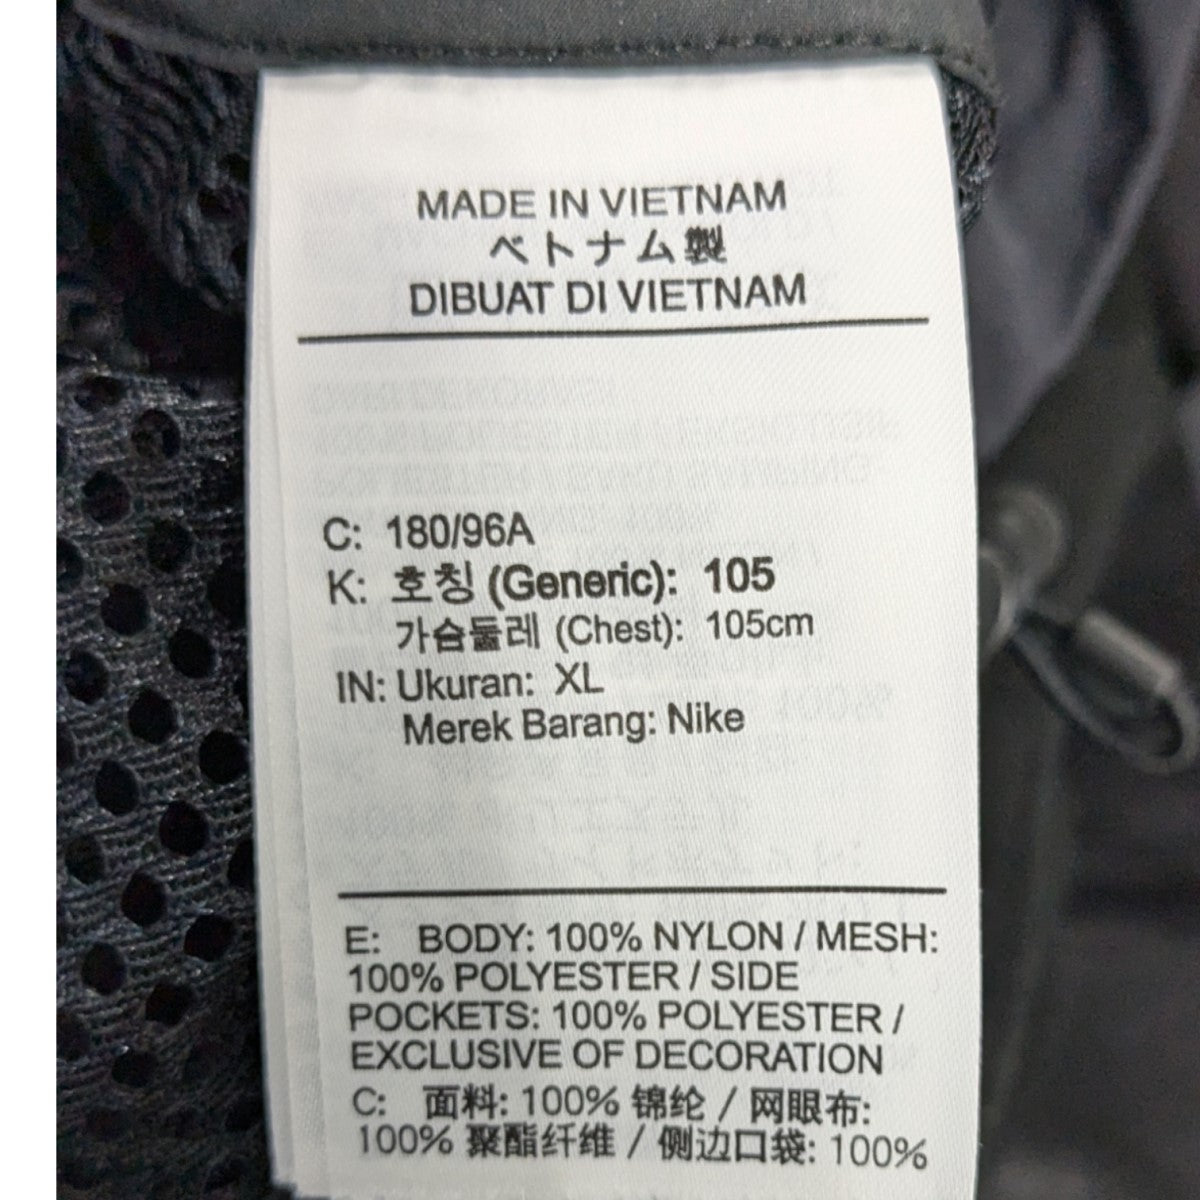 MADE IN VIETNAM
ベトナム製
DIBUAT DI VIETNAM
C: 180/96A
K: 호칭 (Generic): 105
가슴둘레 (Chest): 105cm
IN: Ukuran: XL
Merek Barang: Nike
E: BODY: 100% NYLON / MESH:
100% POLYESTER / SIDE
POCKETS: 100% POLYESTER /
EXCLUSIVE OF DECORATION
C: 面料: 100% 锦纶 / 网眼布:
100% 聚酯纤维 / 侧边口袋: 100%